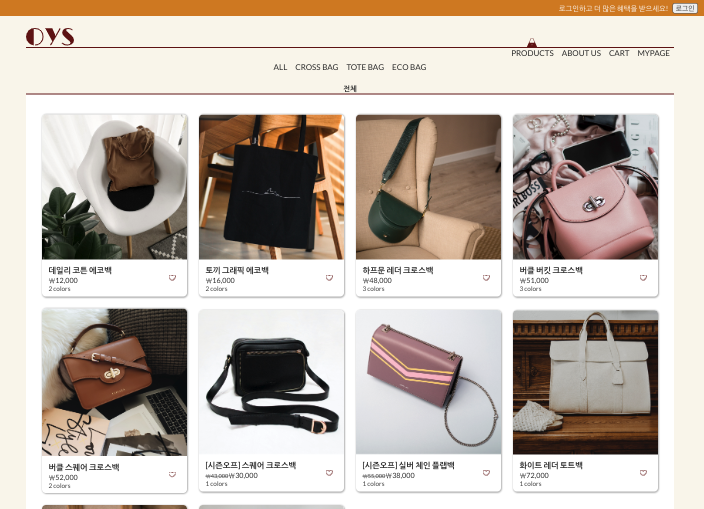 로그인하고 더 많은 혜택을 받으세요! 로그인
OYS
PRODUCTS ABOUT US CART MYPAGE
ALL CROSS BAG TOTE BAG ECO BAG
전체
데일리 코튼 에코백
₩12,000
2 colors
토끼 그래픽 에코백
₩16,000
2 colors
하프문 레더 크로스백
₩48,000
3 colors
버클 버킷 크로스백
₩51,000
3 colors
버클 스퀘어 크로스백
₩52,000
2 colors
[시즌오프] 스퀘어 크로스백
₩43,000 ₩30,000
1 colors
[시즌오프] 실버 체인 플랩백
₩55,000 ₩38,000
1 colors
화이트 레더 토트백
₩72,000
1 colors